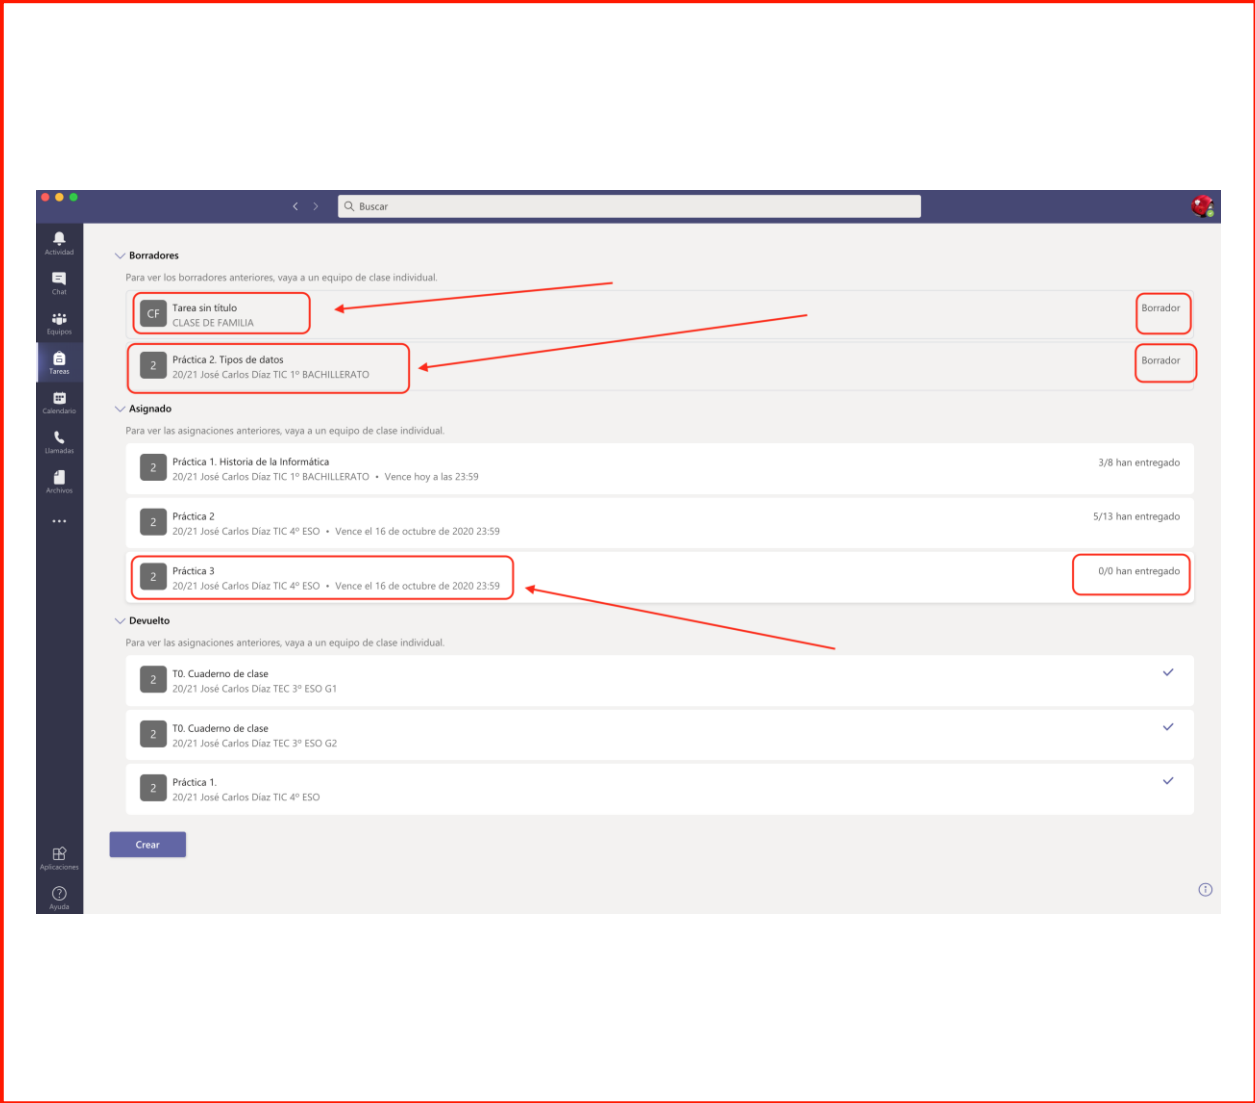 Buscar
Actividad
Chat
Equipos
Tareas
Calendario
Llamadas
Archivos
Aplicaciones
Ayuda
Borradores
Para ver los borradores anteriores, vaya a un equipo de clase individual.
CF
Tarea sin título
CLASE DE FAMILIA
Borrador
2
Práctica 2. Tipos de datos
20/21 José Carlos Díaz TIC 1º BACHILLERATO
Borrador
Asignado
Para ver las asignaciones anteriores, vaya a un equipo de clase individual.
2
Práctica 1. Historia de la Informática
20/21 José Carlos Díaz TIC 1º BACHILLERATO • Vence hoy a las 23:59
3/8 han entregado
2
Práctica 2
20/21 José Carlos Díaz TIC 4º ESO • Vence el 16 de octubre de 2020 23:59
5/13 han entregado
2
Práctica 3
20/21 José Carlos Díaz TIC 4º ESO • Vence el 16 de octubre de 2020 23:59
0/0 han entregado
Devuelto
Para ver las asignaciones anteriores, vaya a un equipo de clase individual.
2
T0. Cuaderno de clase
20/21 José Carlos Díaz TEC 3º ESO G1
2
T0. Cuaderno de clase
20/21 José Carlos Díaz TEC 3º ESO G2
2
Práctica 1.
20/21 José Carlos Díaz TIC 4º ESO
Crear